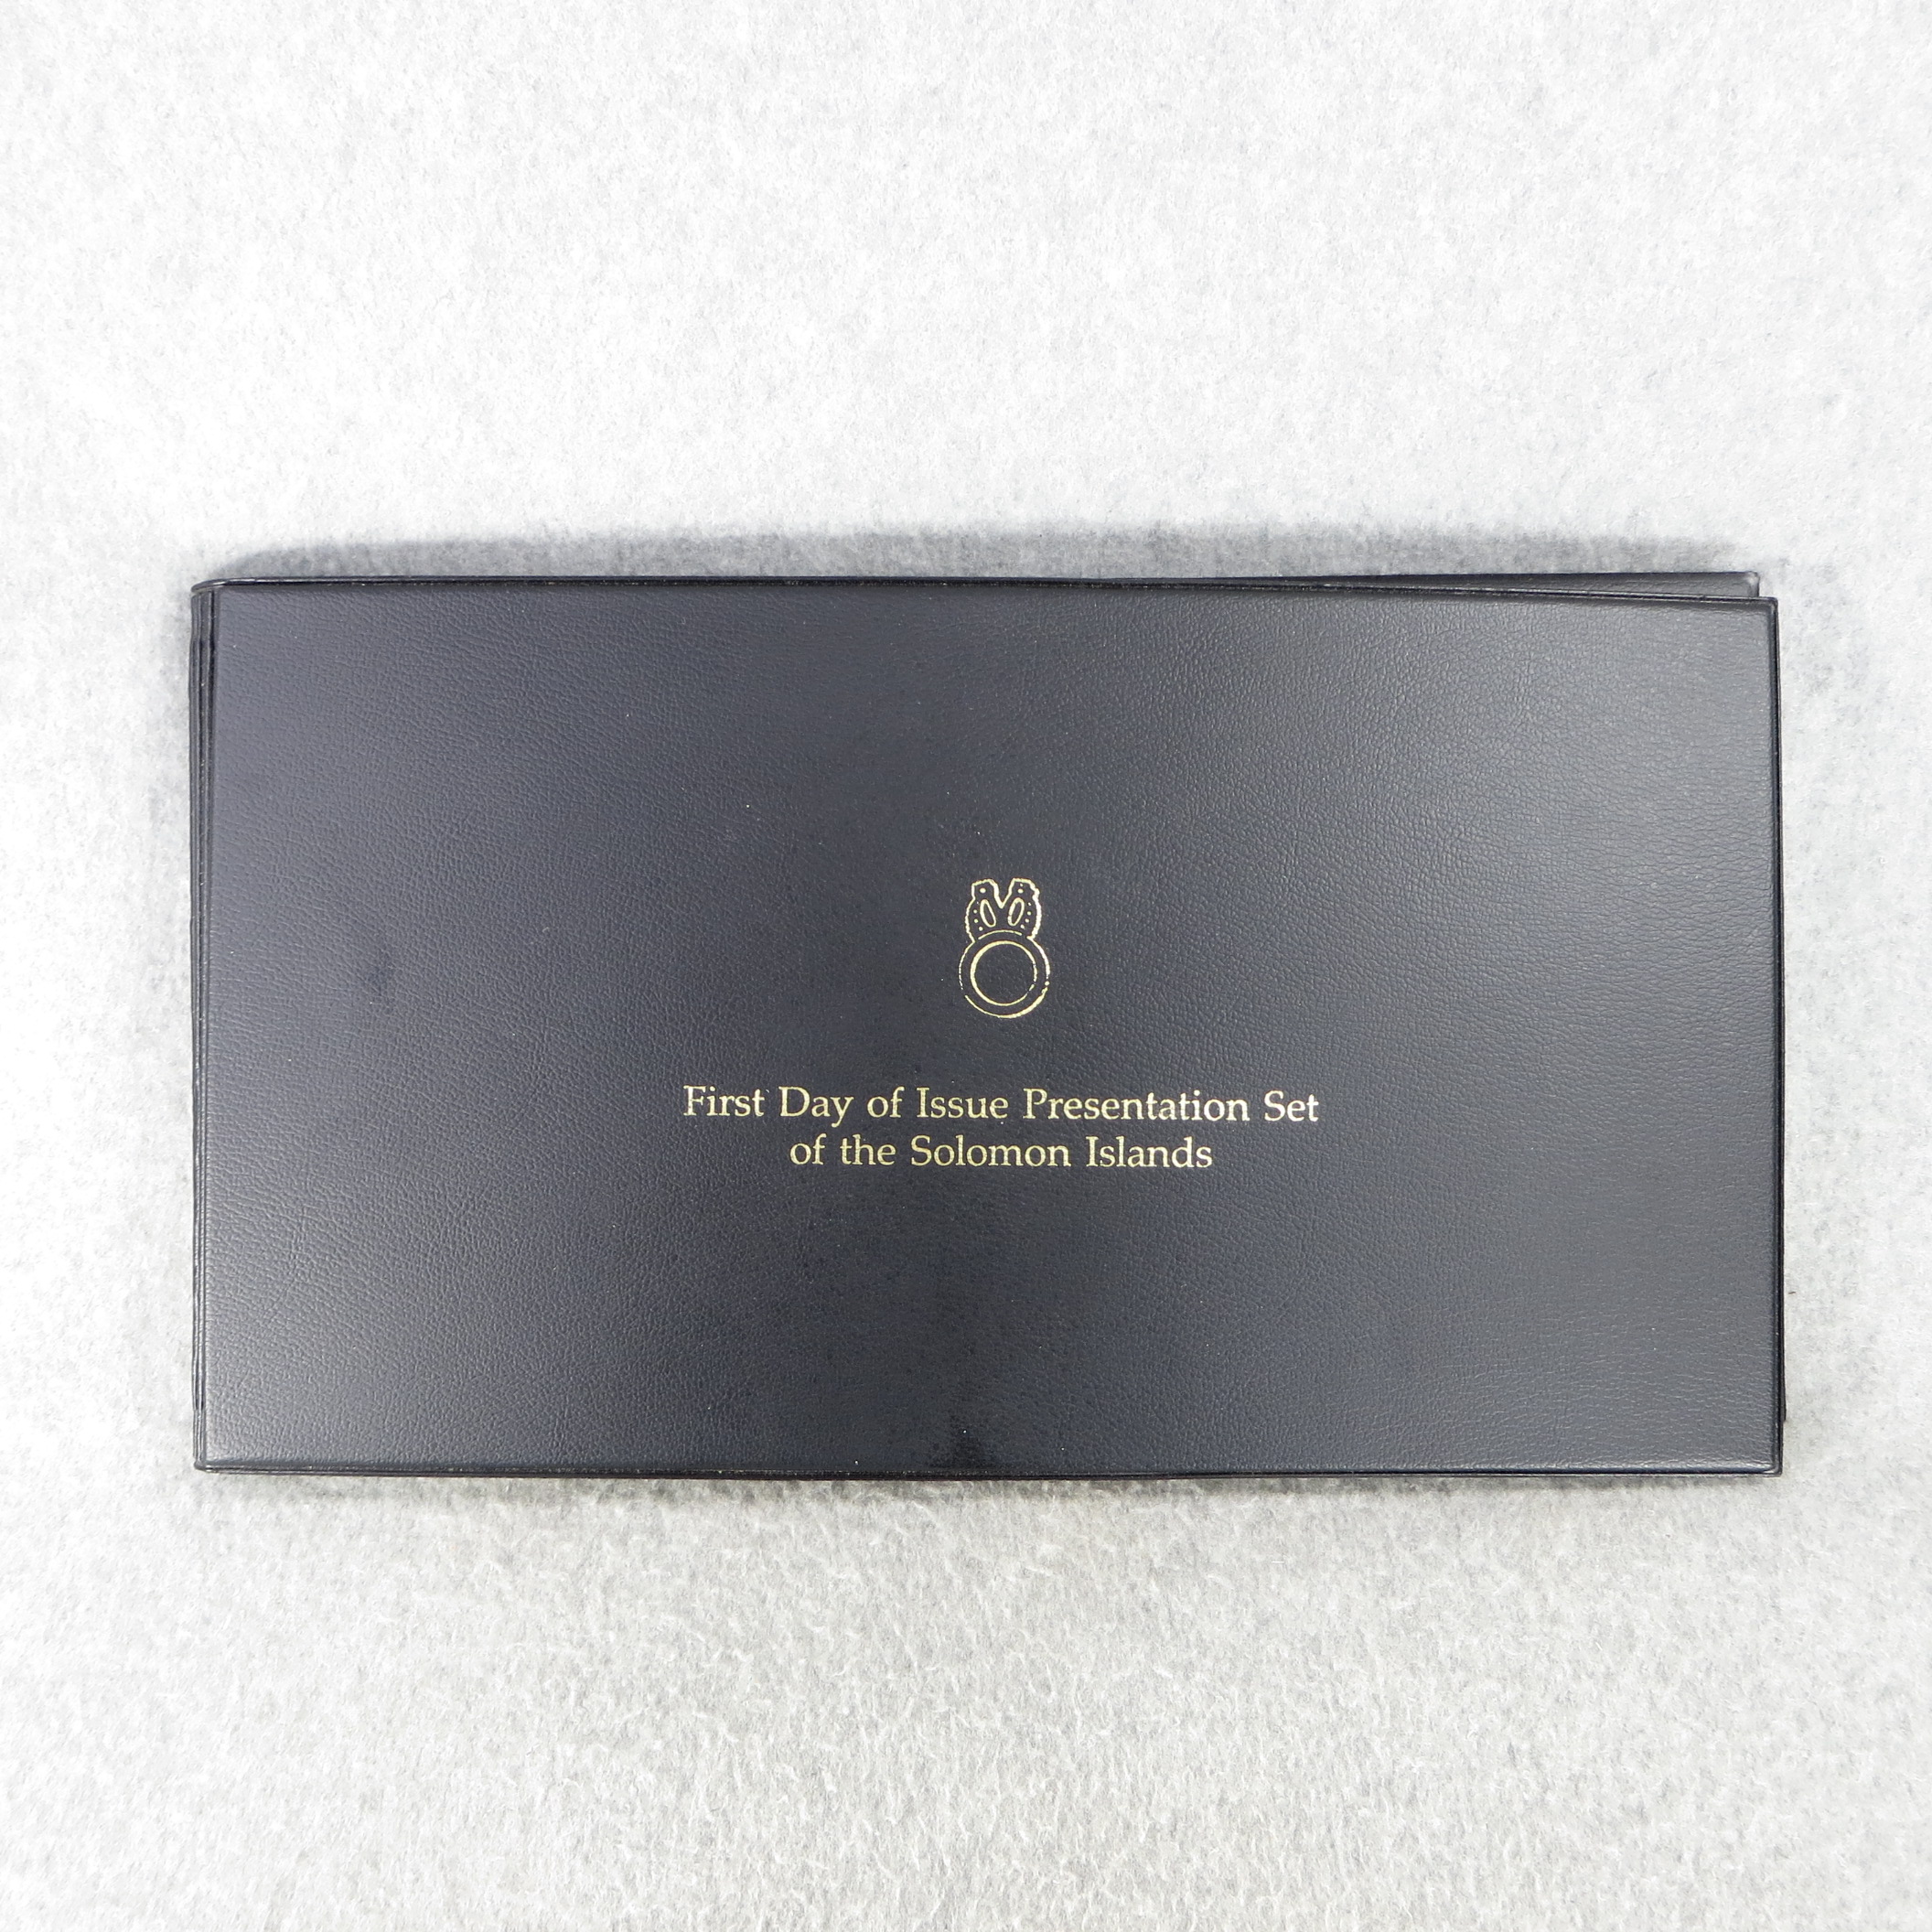 First Day of Issue Presentation Set
of the Solomon Islands